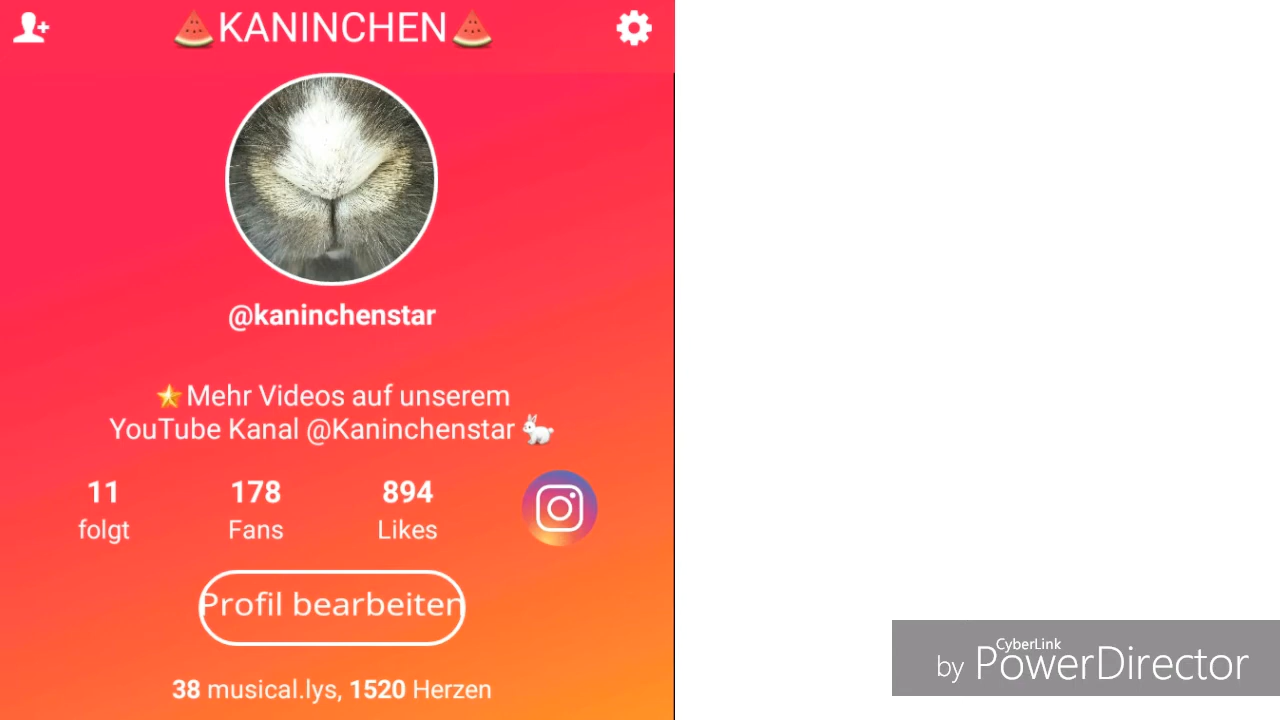 🍉KANINCHEN🍉
@kaninchenstar
⭐Mehr Videos auf unserem
YouTube Kanal @Kaninchenstar 🐇
11 178 894
folgt Fans Likes
Profil bearbeiten
38 musical.lys, 1520 Herzen
CyberLink
by PowerDirector